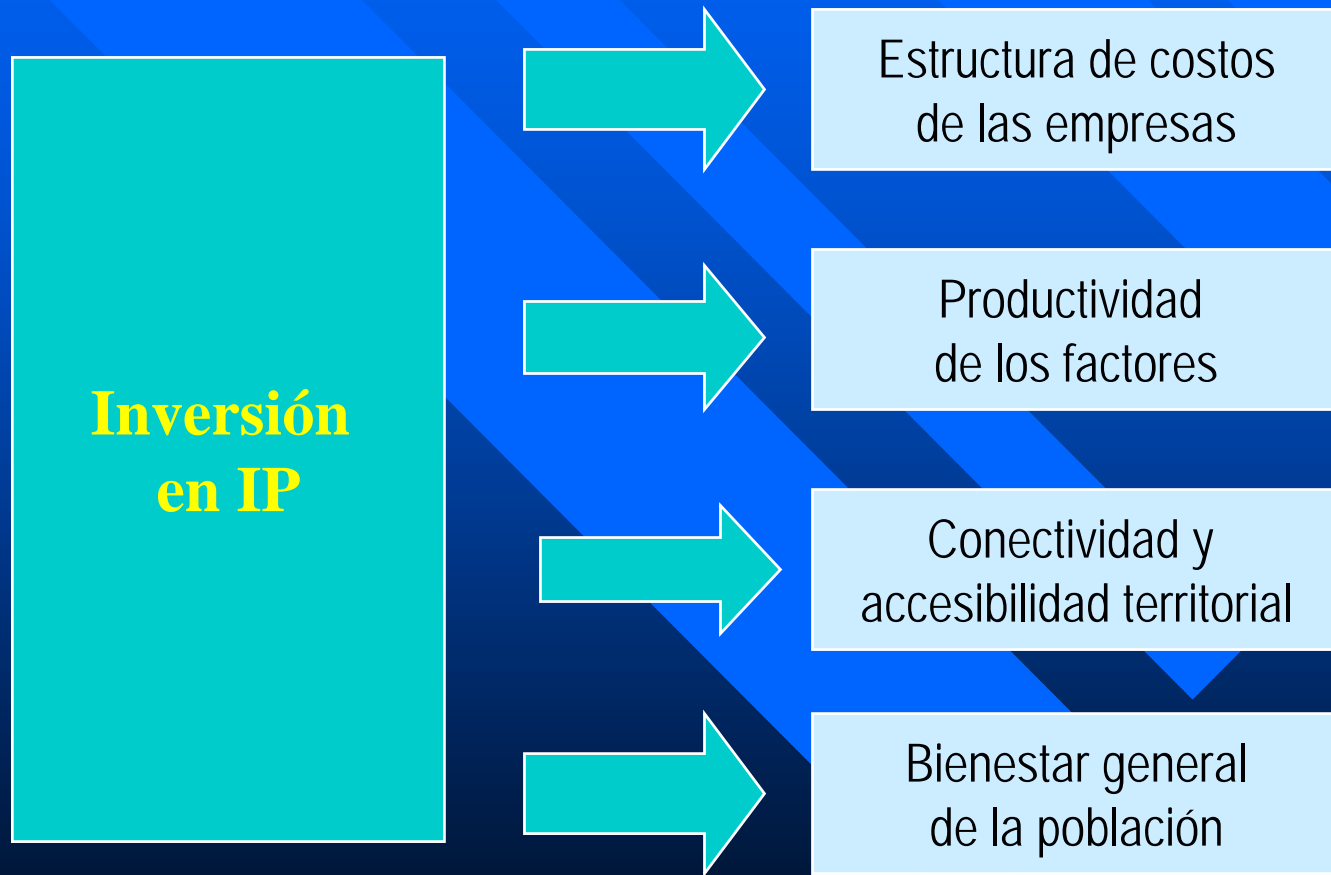 Inversión
en IP
Estructura de costos
de las empresas
Productividad
de los factores
Conectividad y
accesibilidad territorial
Bienestar general
de la población